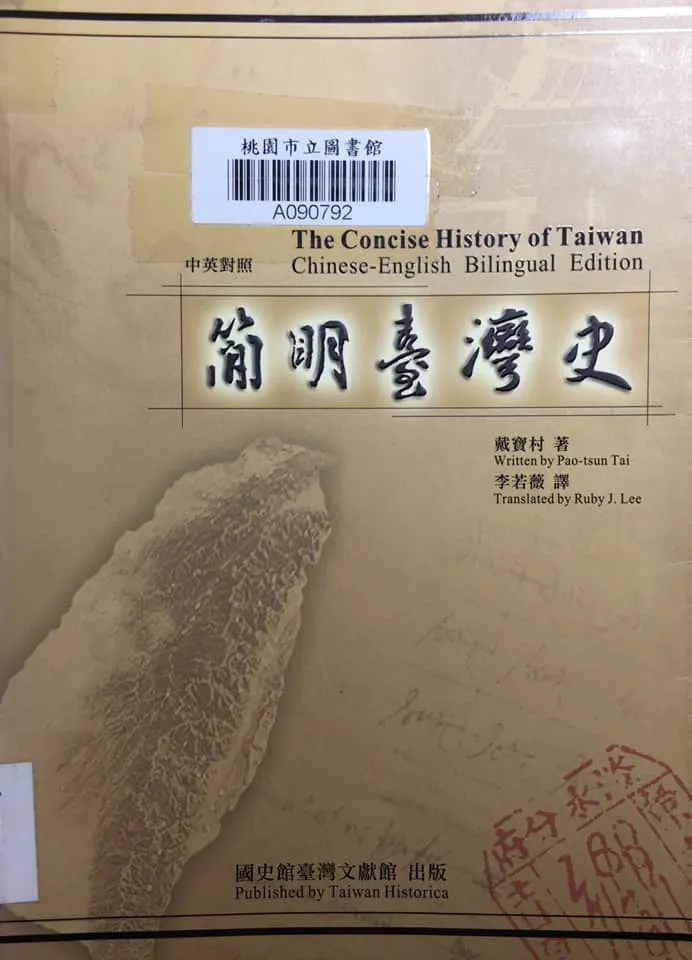 桃園市立圖書館
A090792
The Concise History of Taiwan
中英對照 Chinese-English Bilingual Edition
簡明臺灣史
戴寶村 著
Written by Pao-tsun Tai
李若薇 譯
Translated by Ruby J. Lee
國史館臺灣文獻館 出版
Published by Taiwan Historica